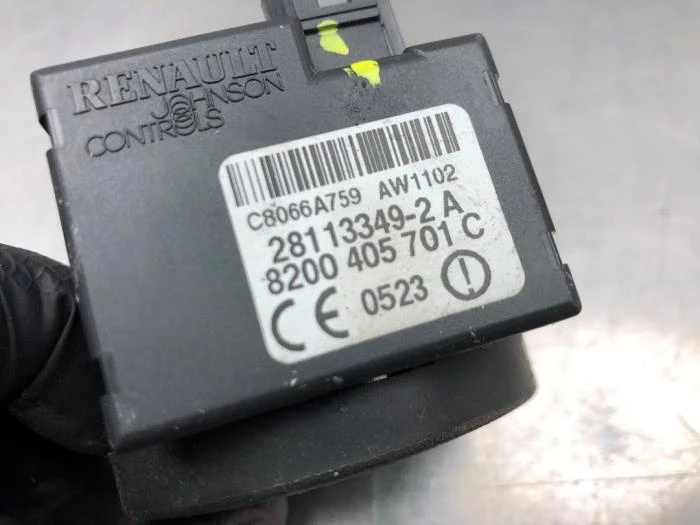 RENAULT
JOHNSON
CONTROLS
C8066A759 AW1102
28113349-2 A
8200 405 701 C
CE 0523